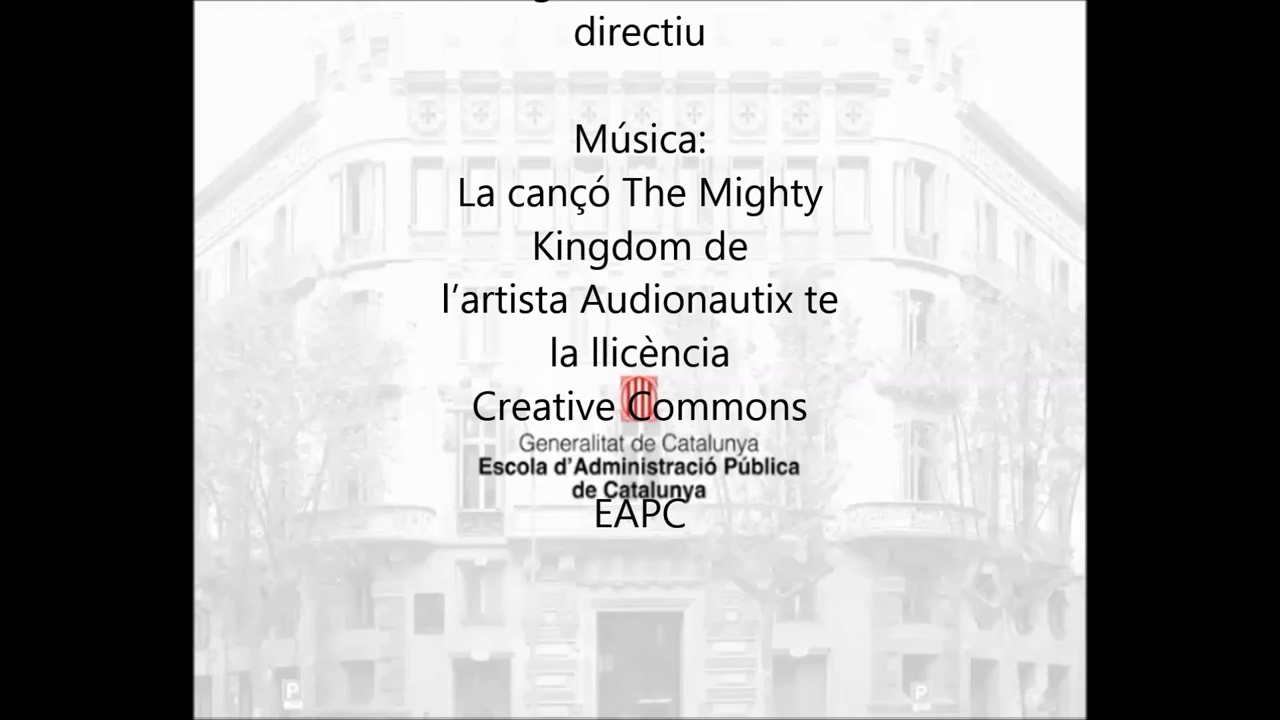 directiu
Música:
La cançó The Mighty
Kingdom de
l’artista Audionautix te
la llicència
Creative Commons
Generalitat de Catalunya
Escola d’Administració Pública
de Catalunya
EAPC
P
P